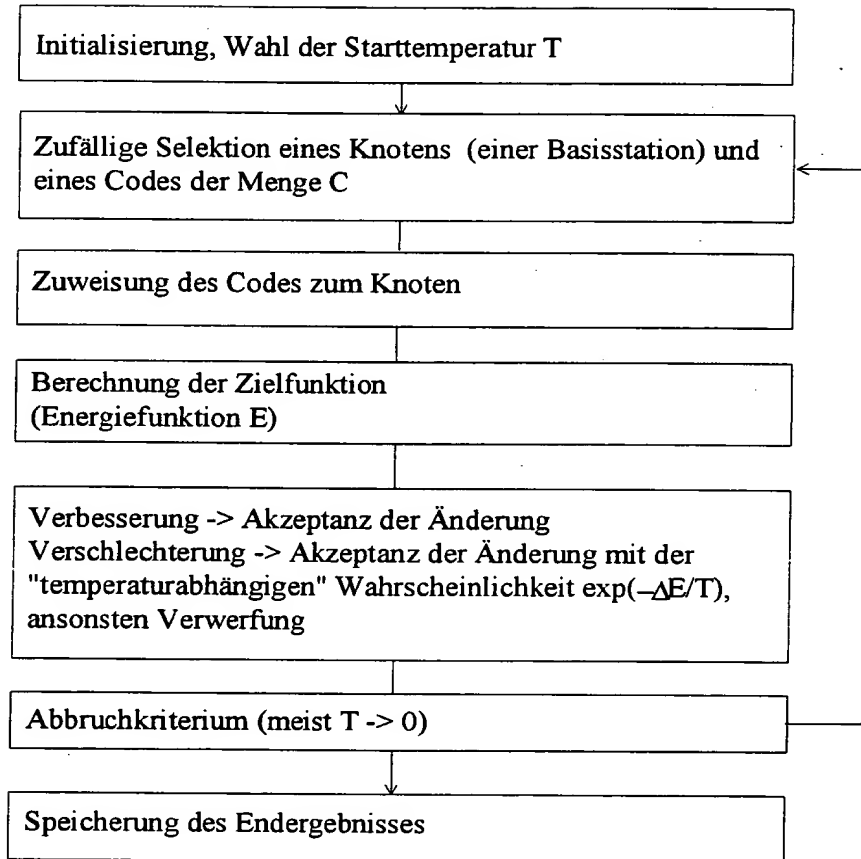 Initialisierung, Wahl der Starttemperatur T
Zufällige Selektion eines Knotens (einer Basisstation) und
eines Codes der Menge C
Zuweisung des Codes zum Knoten
Berechnung der Zielfunktion
(Energiefunktion E)
Verbesserung -> Akzeptanz der Änderung
Verschlechterung -> Akzeptanz der Änderung mit der
"temperaturabhängigen" Wahrscheinlichkeit exp(–ΔE/T),
ansonsten Verwerfung
Abbruchkriterium (meist T -> 0)
Speicherung des Endergebnisses